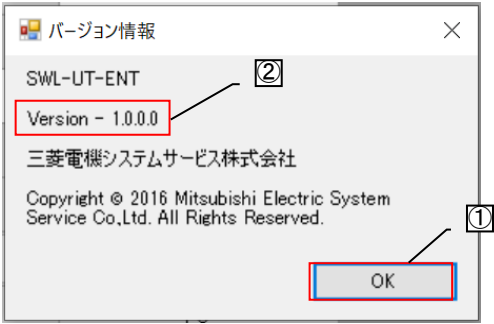 バージョン情報
SWL-UT-ENT
②
Version - 1.0.0.0
三菱電機システムサービス株式会社
Copyright © 2016 Mitsubishi Electric System
Service Co,Ltd. All Rights Reserved.
①
OK